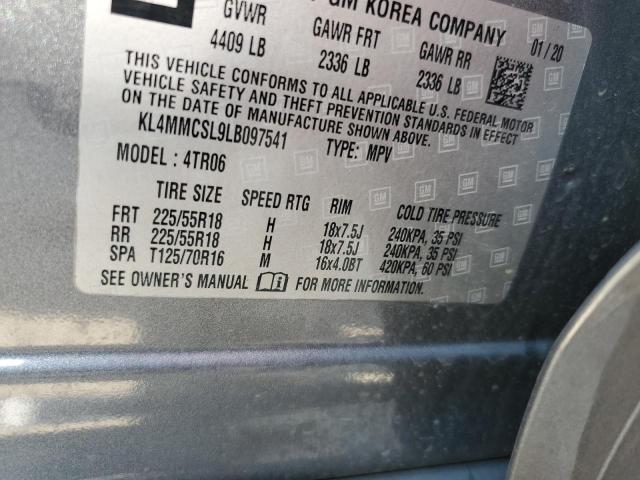 GM KOREA COMPANY
GVWR GAWR FRT GAWR RR 01/20
4409 LB 2336 LB 2336 LB
THIS VEHICLE CONFORMS TO ALL APPLICABLE U.S. FEDERAL MOTOR
VEHICLE SAFETY AND THEFT PREVENTION STANDARDS IN EFFECT
ON THE DATE OF MANUFACTURE SHOWN ABOVE.
KL4MMCSL9LB097541 TYPE: MPV
MODEL: 4TR06
TIRE SIZE SPEED RTG RIM COLD TIRE PRESSURE
FRT 225/55R18 H 18x7.5J 240KPA, 35 PSI
RR 225/55R18 H 18x7.5J 240KPA, 35 PSI
SPA T125/70R16 M 16x4.0BT 420KPA, 60 PSI
SEE OWNER'S MANUAL FOR MORE INFORMATION.